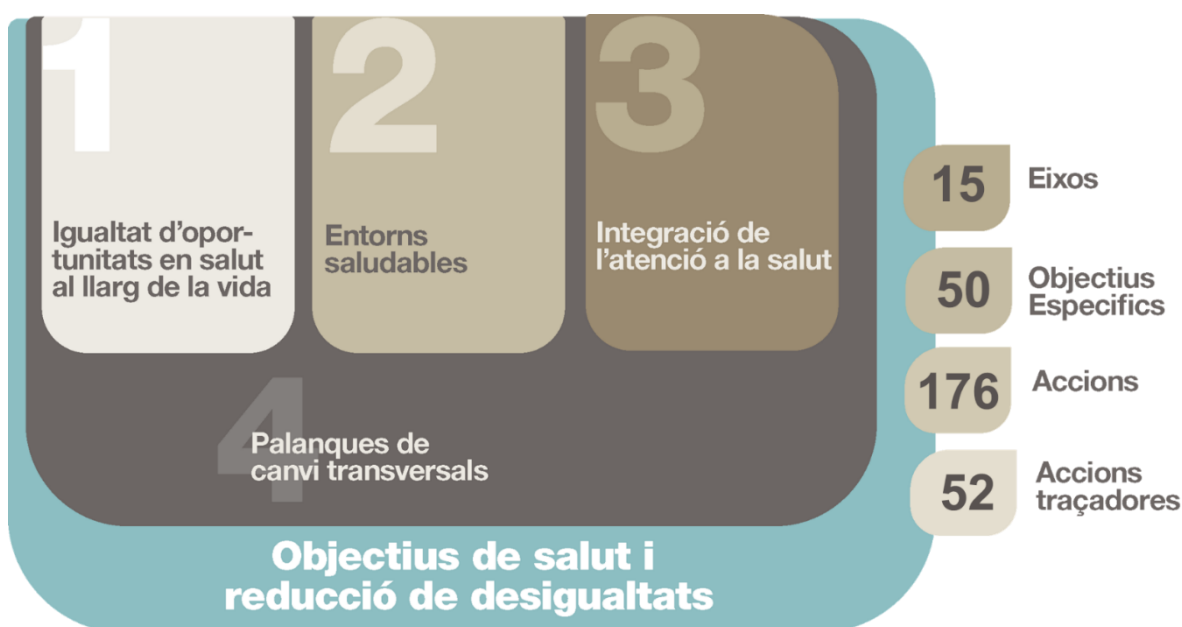 1
Igualtat d’opor-
tunitats en salut
al llarg de la vida
2
Entorns
saludables
3
Integració de
l’atenció a la salut
4
Palanques de
canvi transversals
Objectius de salut i
reducció de desigualtats
15
Eixos
50
Objectius
Especifics
176
Accions
52
Accions
traçadores